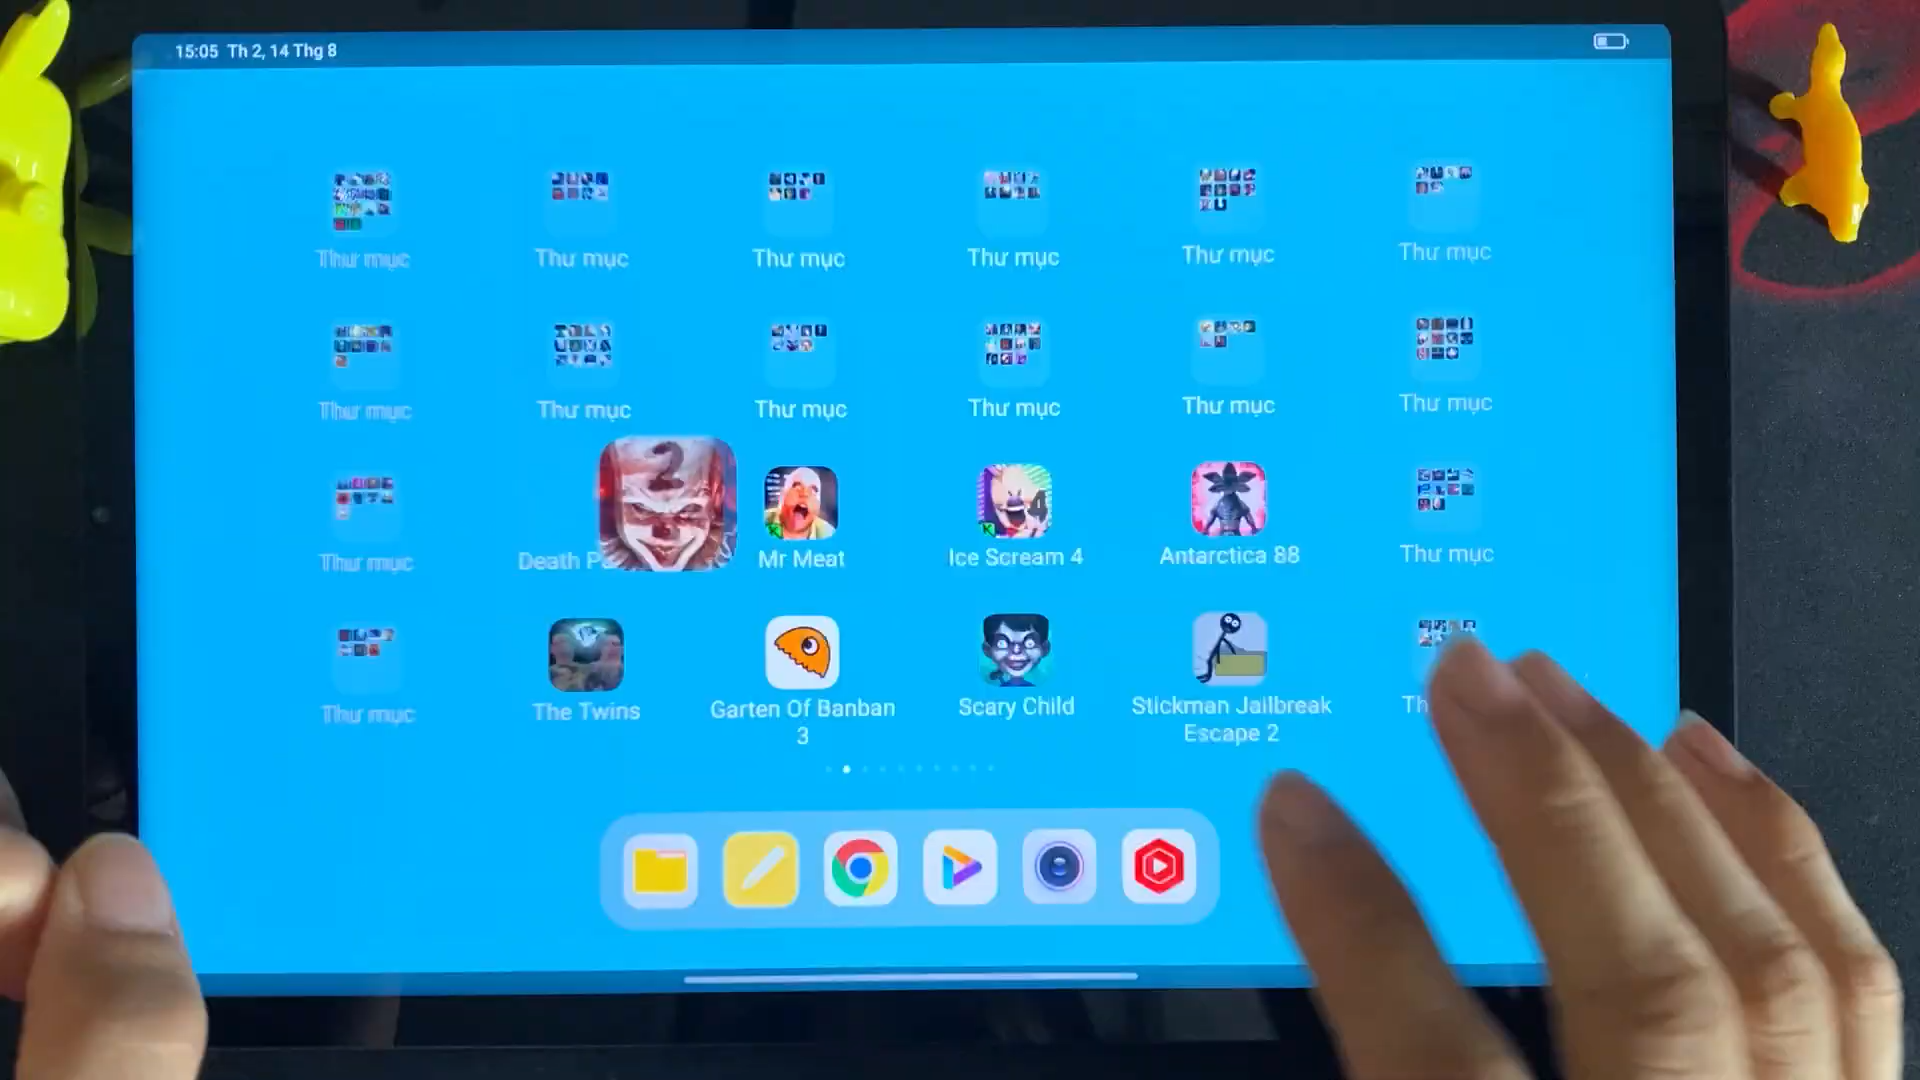 15:05 Th 2, 14 Thg 8
Thư mục
Thư mục
Thư mục
Thư mục
Thư mục
Thư mục
Thư mục
Thư mục
Thư mục
Thư mục
Thư mục
Thư mục
2
4
Thư mục
Death
Mr Meat
Ice Scream 4
Antarctica 88
Thư mục
Thư mục
The Twins
Garten Of Banban
3
Scary Child
Stickman Jailbreak
Escape 2